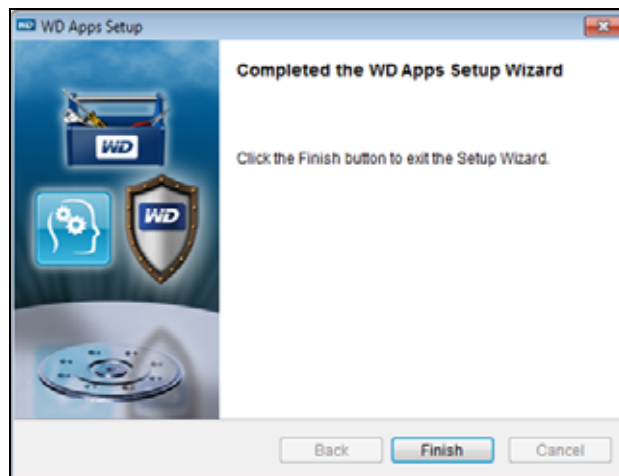 WD WD Apps Setup
Completed the WD Apps Setup Wizard
WD
Click the Finish button to exit the Setup Wizard.
WD
Back Finish Cancel